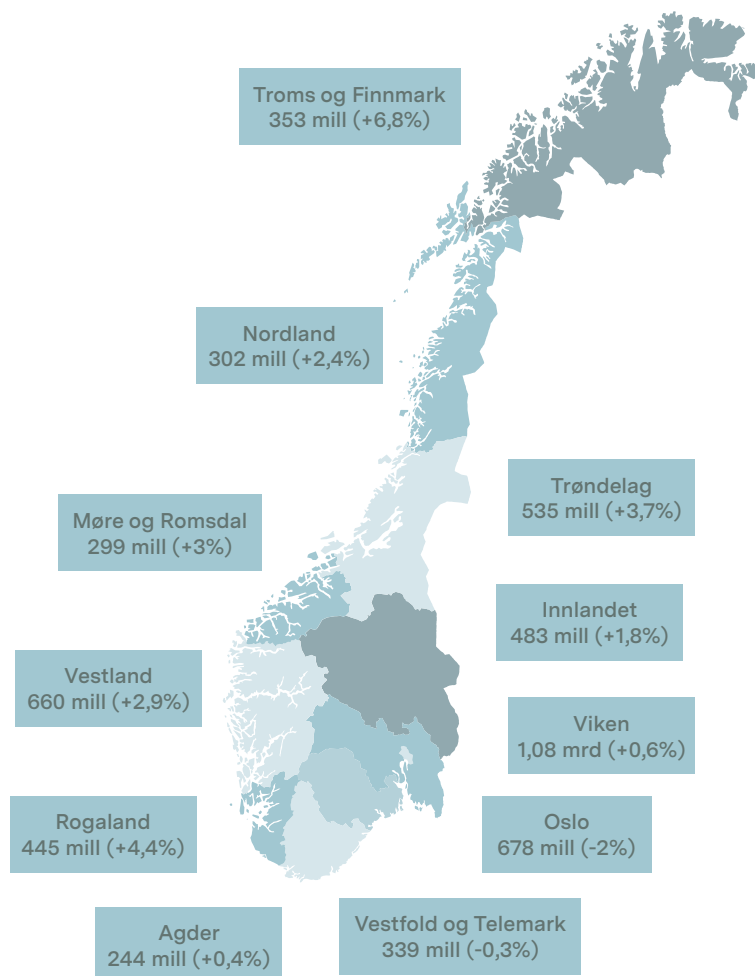 Troms og Finnmark
353 mill (+6,8%)
Nordland
302 mill (+2,4%)
Trøndelag
535 mill (+3,7%)
Møre og Romsdal
299 mill (+3%)
Innlandet
483 mill (+1,8%)
Vestland
660 mill (+2,9%)
Viken
1,08 mrd (+0,6%)
Rogaland
445 mill (+4,4%)
Oslo
678 mill (-2%)
Agder
244 mill (+0,4%)
Vestfold og Telemark
339 mill (-0,3%)